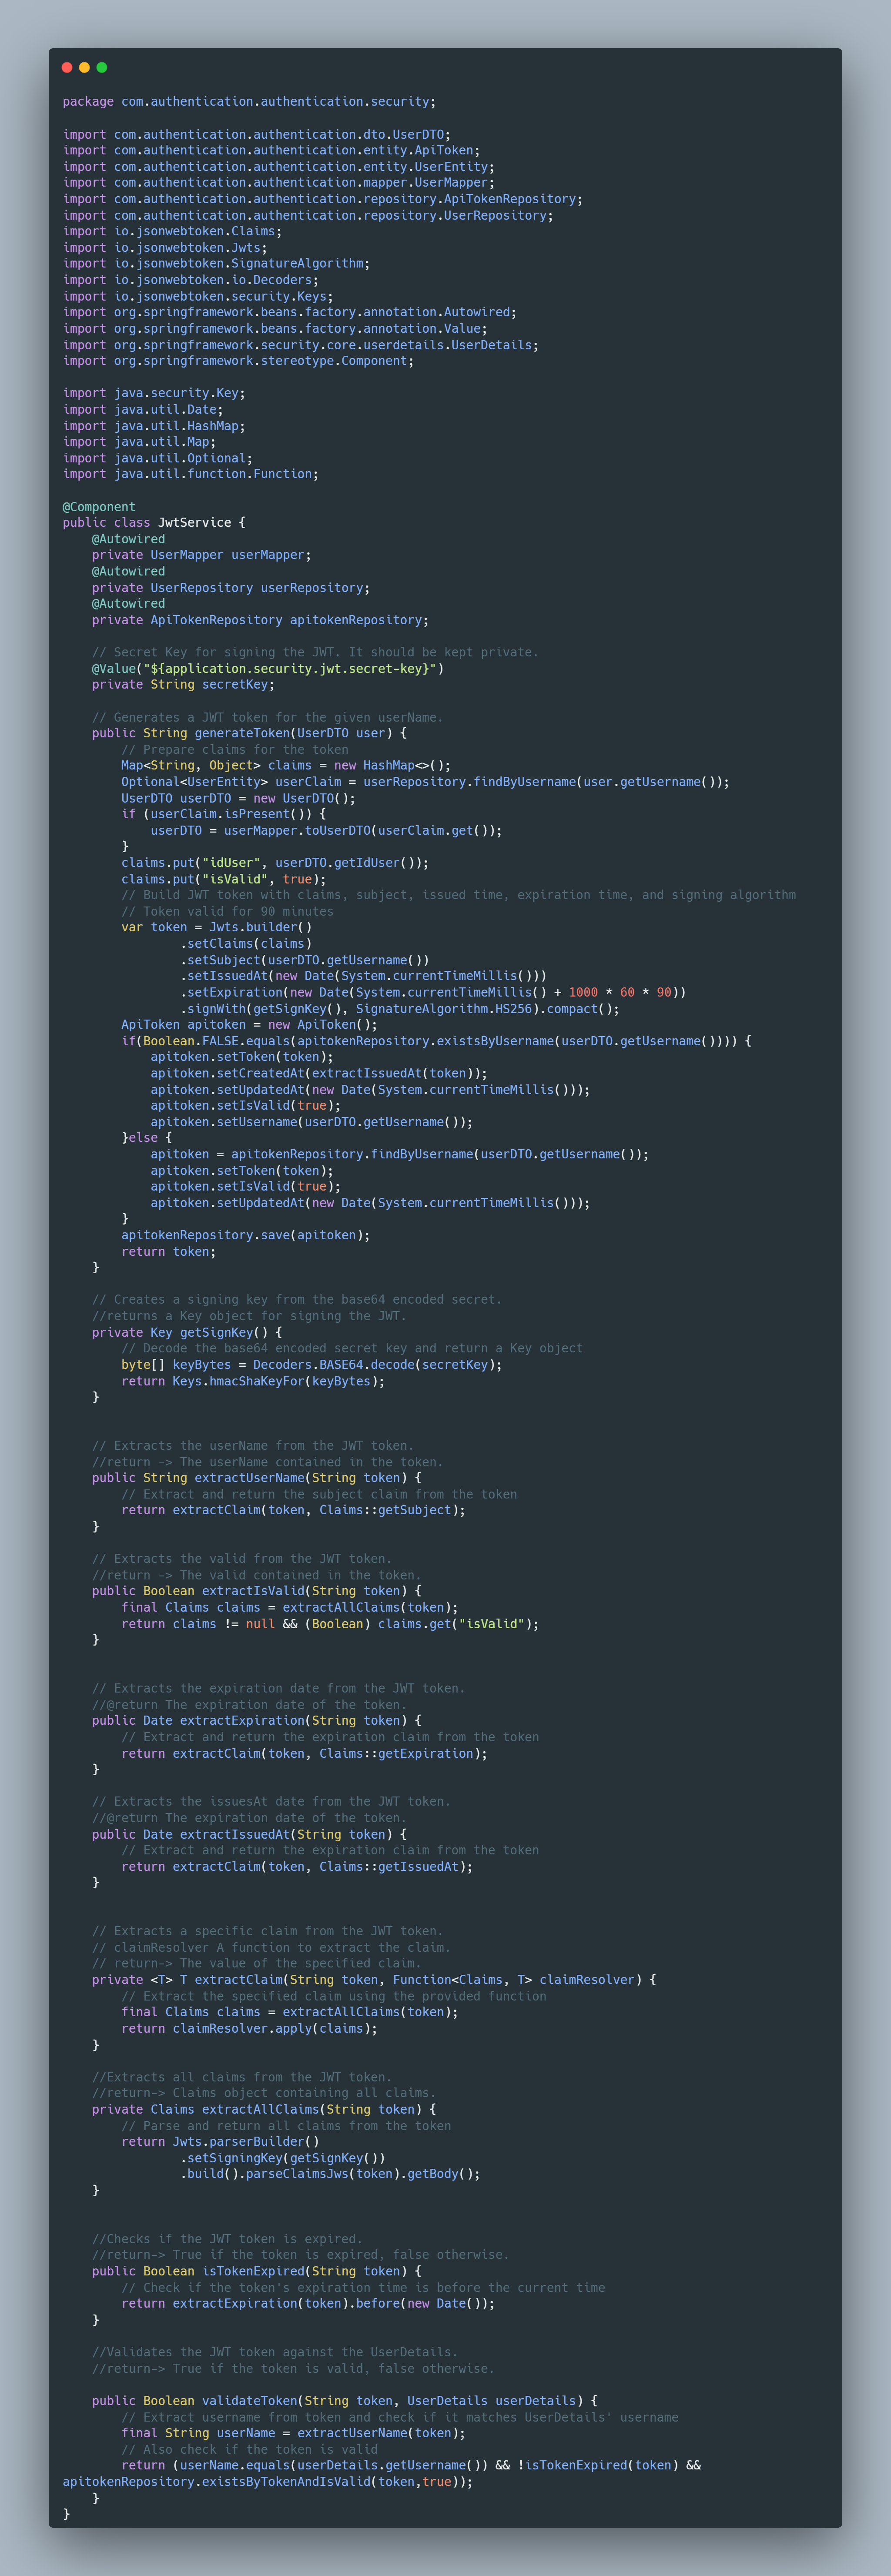 package com.authentication.authentication.security;

import com.authentication.authentication.dto.UserDTO;
import com.authentication.authentication.entity.ApiToken;
import com.authentication.authentication.entity.UserEntity;
import com.authentication.authentication.mapper.UserMapper;
import com.authentication.authentication.repository.ApiTokenRepository;
import com.authentication.authentication.repository.UserRepository;
import io.jsonwebtoken.Claims;
import io.jsonwebtoken.Jwts;
import io.jsonwebtoken.SignatureAlgorithm;
import io.jsonwebtoken.io.Decoders;
import io.jsonwebtoken.security.Keys;
import org.springframework.beans.factory.annotation.Autowired;
import org.springframework.beans.factory.annotation.Value;
import org.springframework.security.core.userdetails.UserDetails;
import org.springframework.stereotype.Component;

import java.security.Key;
import java.util.Date;
import java.util.HashMap;
import java.util.Map;
import java.util.Optional;
import java.util.function.Function;

@Component
public class JwtService {
    @Autowired
    private UserMapper userMapper;
    @Autowired
    private UserRepository userRepository;
    @Autowired
    private ApiTokenRepository apitokenRepository;

    // Secret Key for signing the JWT. It should be kept private.
    @Value("${application.security.jwt.secret-key}")
    private String secretKey;

    // Generates a JWT token for the given userName.
    public String generateToken(UserDTO user) {
        // Prepare claims for the token
        Map<String, Object> claims = new HashMap<>();
        Optional<UserEntity> userClaim = userRepository.findByUsername(user.getUsername());
        UserDTO userDTO = new UserDTO();
        if (userClaim.isPresent()) {
            userDTO = userMapper.toUserDTO(userClaim.get());
        }
        claims.put("idUser", userDTO.getIdUser());
        claims.put("isValid", true);
        // Build JWT token with claims, subject, issued time, expiration time, and signing algorithm
        // Token valid for 90 minutes
        var token = Jwts.builder()
                .setClaims(claims)
                .setSubject(userDTO.getUsername())
                .setIssuedAt(new Date(System.currentTimeMillis()))
                .setExpiration(new Date(System.currentTimeMillis() + 1000 * 60 * 90))
                .signWith(getSignKey(), SignatureAlgorithm.HS256).compact();
        ApiToken apitoken = new ApiToken();
        if(Boolean.FALSE.equals(apitokenRepository.existsByUsername(userDTO.getUsername()))) {
            apitoken.setToken(token);
            apitoken.setCreatedAt(extractIssuedAt(token));
            apitoken.setUpdatedAt(new Date(System.currentTimeMillis()));
            apitoken.setIsValid(true);
            apitoken.setUsername(userDTO.getUsername());
        }else {
            apitoken = apitokenRepository.findByUsername(userDTO.getUsername());
            apitoken.setToken(token);
            apitoken.setIsValid(true);
            apitoken.setUpdatedAt(new Date(System.currentTimeMillis()));
        }
        apitokenRepository.save(apitoken);
        return token;
    }

    // Creates a signing key from the base64 encoded secret.
    //returns a Key object for signing the JWT.
    private Key getSignKey() {
        // Decode the base64 encoded secret key and return a Key object
        byte[] keyBytes = Decoders.BASE64.decode(secretKey);
        return Keys.hmacShaKeyFor(keyBytes);
    }


    // Extracts the userName from the JWT token.
    //return -> The userName contained in the token.
    public String extractUserName(String token) {
        // Extract and return the subject claim from the token
        return extractClaim(token, Claims::getSubject);
    }

    // Extracts the valid from the JWT token.
    //return -> The valid contained in the token.
    public Boolean extractIsValid(String token) {
        final Claims claims = extractAllClaims(token);
        return claims != null && (Boolean) claims.get("isValid");
    }


    // Extracts the expiration date from the JWT token.
    //@return The expiration date of the token.
    public Date extractExpiration(String token) {
        // Extract and return the expiration claim from the token
        return extractClaim(token, Claims::getExpiration);
    }

    // Extracts the issuesAt date from the JWT token.
    //@return The expiration date of the token.
    public Date extractIssuedAt(String token) {
        // Extract and return the expiration claim from the token
        return extractClaim(token, Claims::getIssuedAt);
    }


    // Extracts a specific claim from the JWT token.
    // claimResolver A function to extract the claim.
    // return-> The value of the specified claim.
    private <T> T extractClaim(String token, Function<Claims, T> claimResolver) {
        // Extract the specified claim using the provided function
        final Claims claims = extractAllClaims(token);
        return claimResolver.apply(claims);
    }

    //Extracts all claims from the JWT token.
    //return-> Claims object containing all claims.
    private Claims extractAllClaims(String token) {
        // Parse and return all claims from the token
        return Jwts.parserBuilder()
                .setSigningKey(getSignKey())
                .build().parseClaimsJws(token).getBody();
    }


    //Checks if the JWT token is expired.
    //return-> True if the token is expired, false otherwise.
    public Boolean isTokenExpired(String token) {
        // Check if the token's expiration time is before the current time
        return extractExpiration(token).before(new Date());
    }

    //Validates the JWT token against the UserDetails.
    //return-> True if the token is valid, false otherwise.

    public Boolean validateToken(String token, UserDetails userDetails) {
        // Extract username from token and check if it matches UserDetails' username
        final String userName = extractUserName(token);
        // Also check if the token is valid
        return (userName.equals(userDetails.getUsername()) && !isTokenExpired(token) &&
apitokenRepository.existsByTokenAndIsValid(token,true));
    }
}